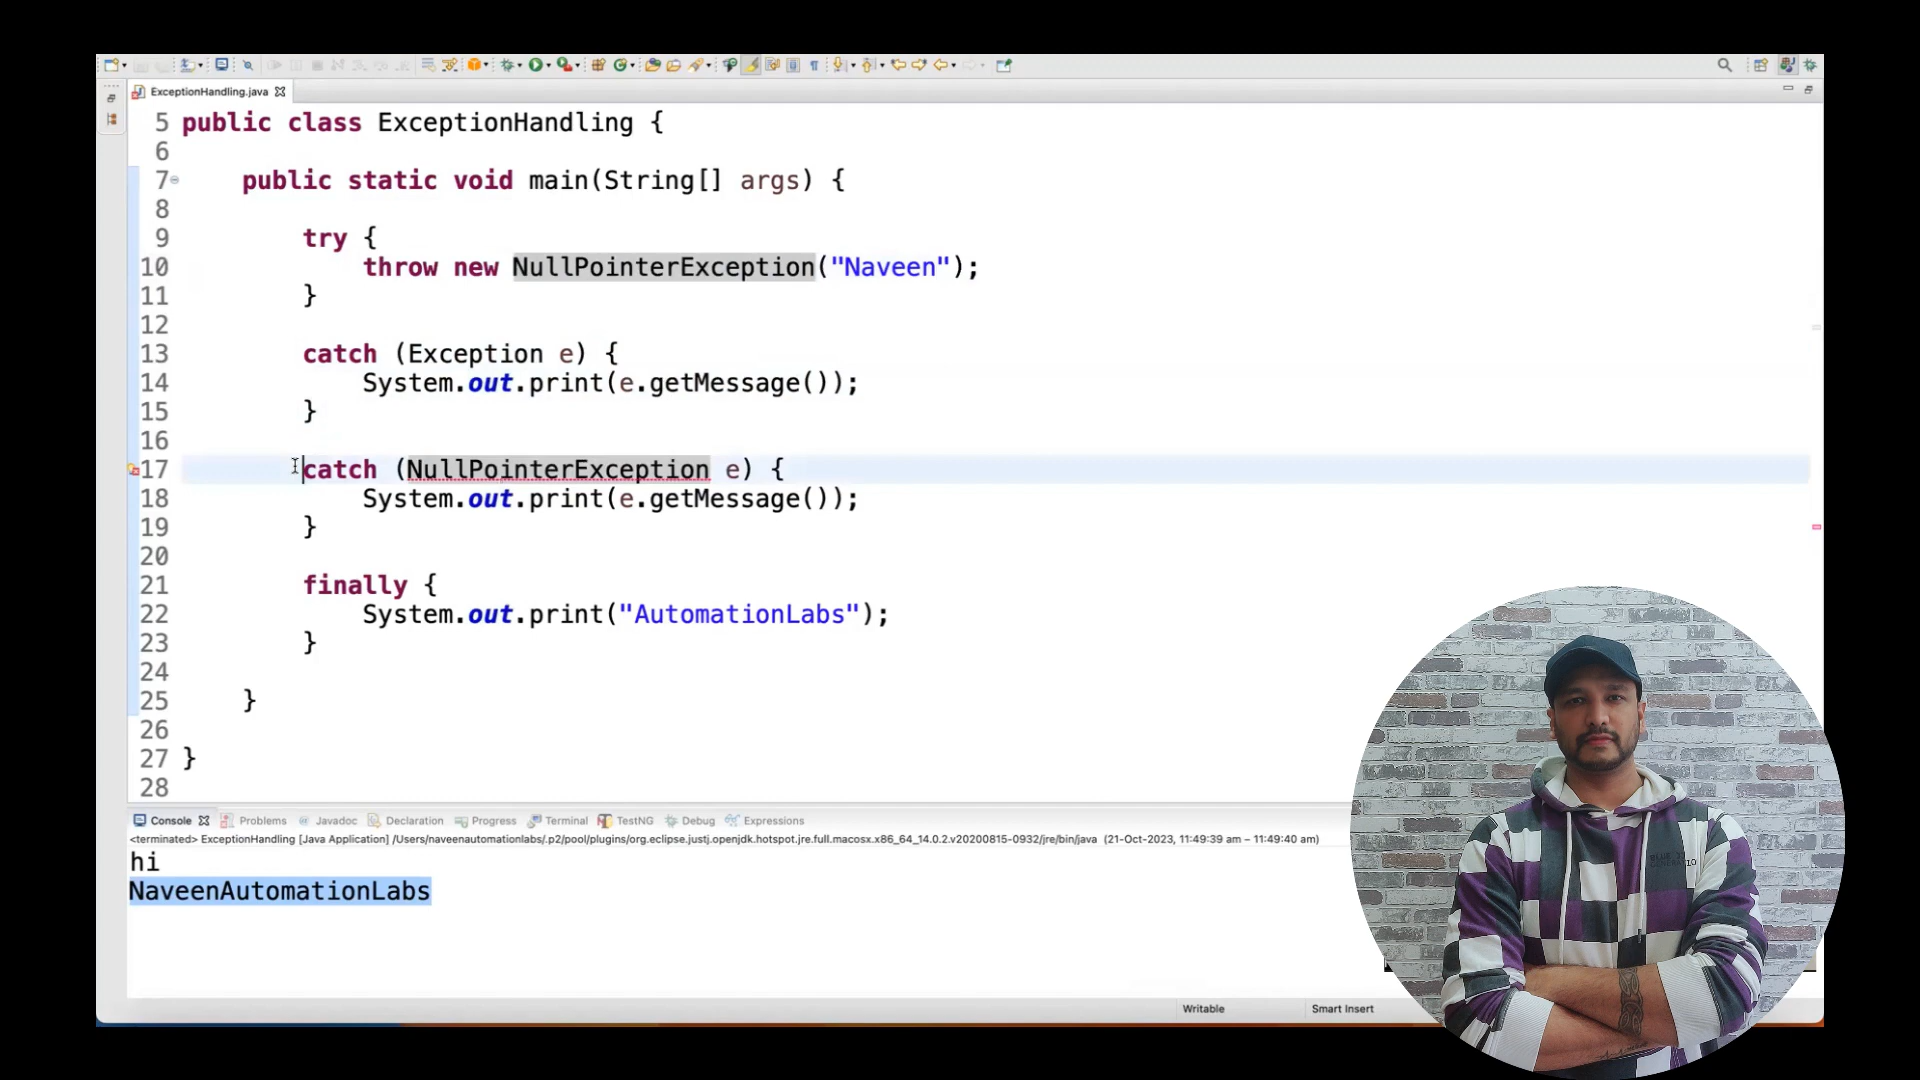 ExceptionHandling.java
5 public class ExceptionHandling {
6
7 public static void main(String[] args) {
8
9 try {
10 throw new NullPointerException("Naveen");
11 }
12
13 catch (Exception e) {
14 System.out.print(e.getMessage());
15 }
16
17 catch (NullPointerException e) {
18 System.out.print(e.getMessage());
19 }
20
21 finally {
22 System.out.print("AutomationLabs");
23 }
24
25 }
26
27 }
28
Console Problems Javadoc Declaration Progress Terminal TestNG Debug Expressions
<terminated> ExceptionHandling [Java Application] /Users/naveenautomationlabs/.p2/pool/plugins/org.eclipse.justj.openjdk.hotspot.jre.full.macosx.x86_64_14.0.2.v20200815-0932/jre/bin/java (21-Oct-2023, 11:49:39 am – 11:49:40 am)
hi
NaveenAutomationLabs
Writable Smart Insert